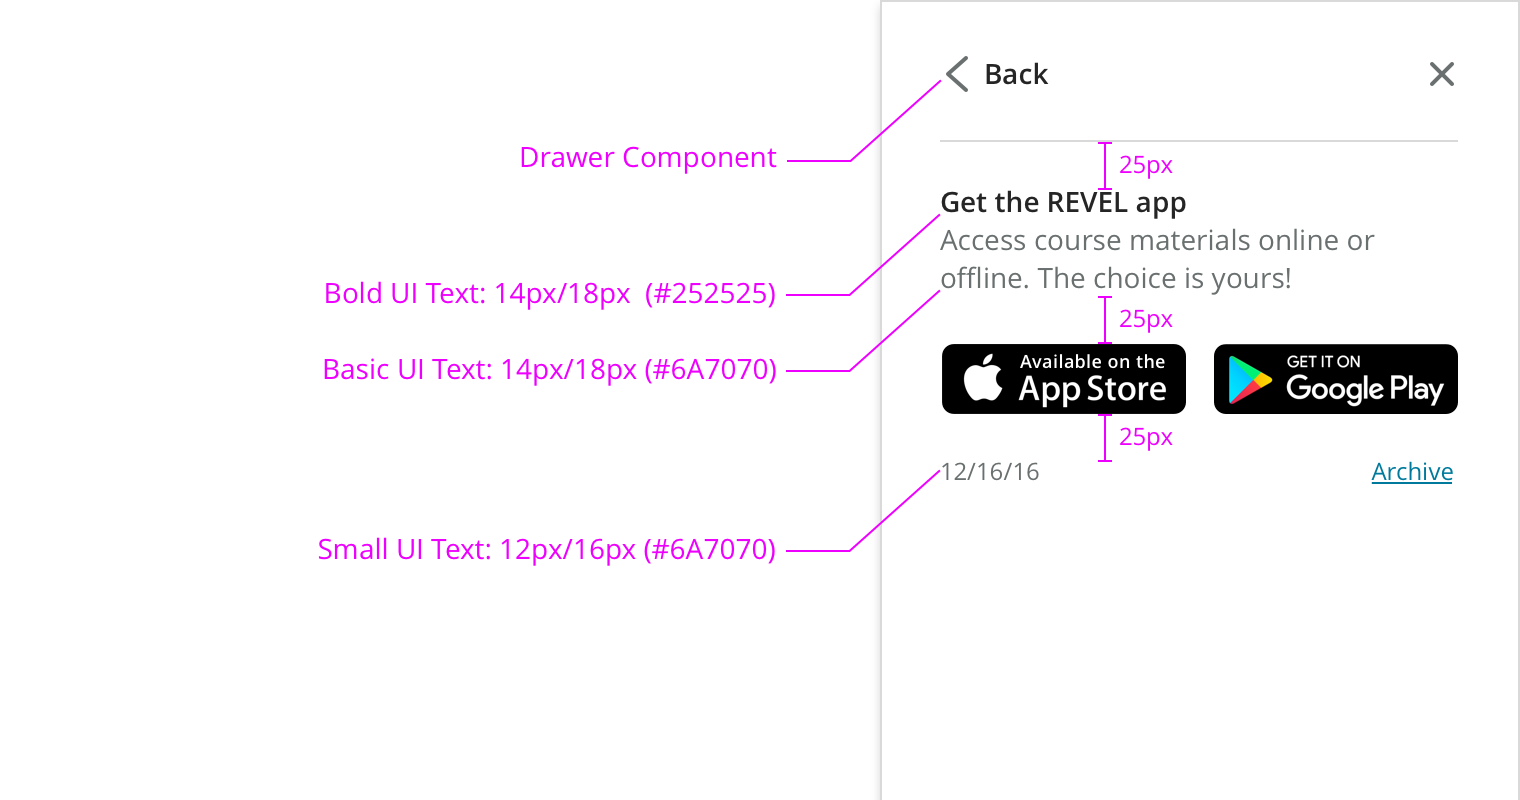 Back
Drawer Component
25px
Get the REVEL app
Access course materials online or
offline. The choice is yours!
Bold UI Text: 14px/18px  (#252525)
25px
Basic UI Text: 14px/18px (#6A7070)
Available on the
App Store
GET IT ON
Google Play
25px
12/16/16
Archive
Small UI Text: 12px/16px (#6A7070)